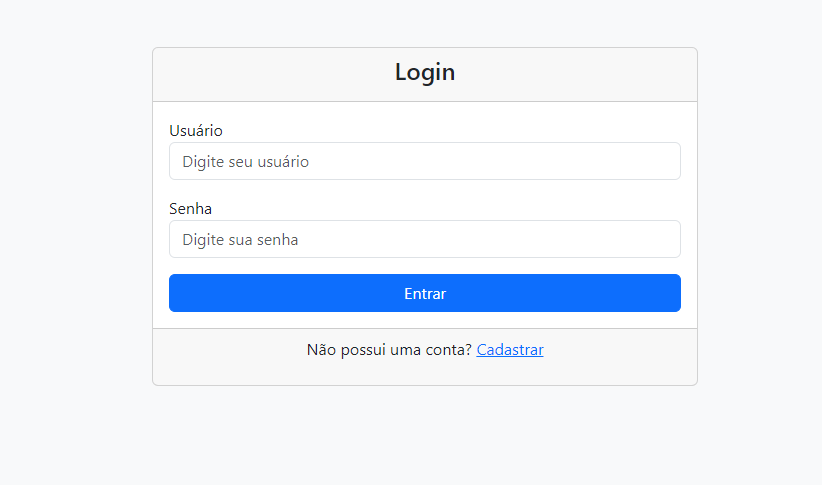 Login
Usuário
Digite seu usuário
Senha
Digite sua senha
Entrar
Não possui uma conta? Cadastrar